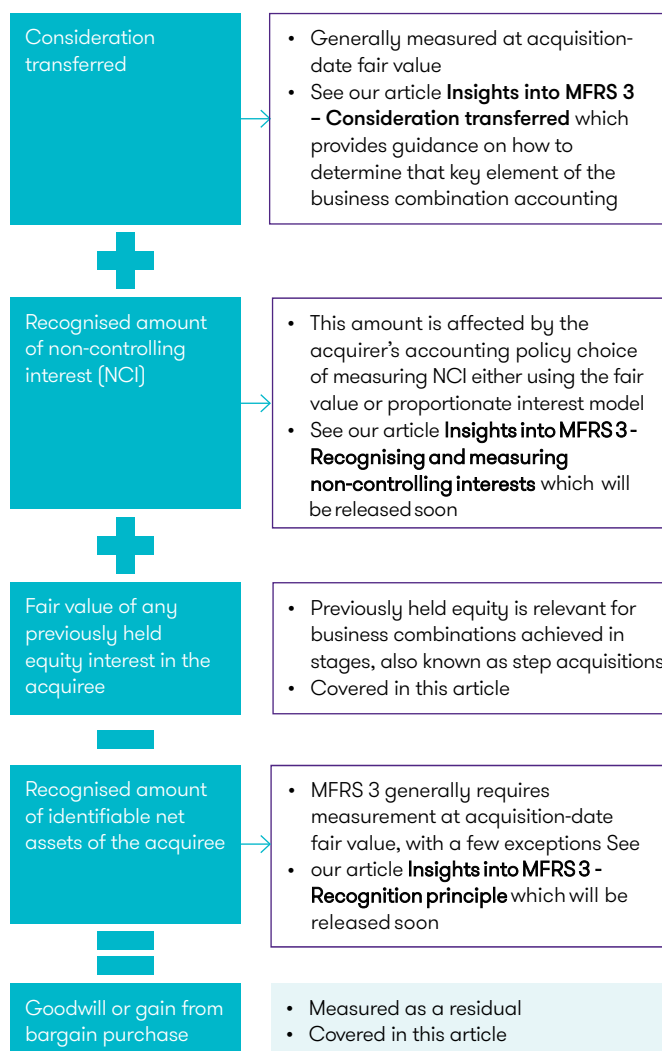 Consideration
transferred
• Generally measured at acquisition-
date fair value
• See our article Insights into MFRS 3
– Consideration transferred which
provides guidance on how to
determine that key element of the
business combination accounting
Recognised amount
of non-controlling
interest (NCI)
• This amount is affected by the
acquirer's accounting policy choice
of measuring NCI either using the fair
value or proportionate interest model
• See our article Insights into MFRS 3 -
Recognising and measuring
non-controlling interests which will
be released soon
Fair value of any
previously held
equity interest in the
acquiree
• Previously held equity is relevant for
business combinations achieved in
stages, also known as step acquisitions
• Covered in this article
Recognised amount
of identifiable net
assets of the acquiree
• MFRS 3 generally requires
measurement at acquisition-date
fair value, with a few exceptions See
• our article Insights into MFRS 3 -
Recognition principle which will be
released soon
Goodwill or gain from
bargain purchase
• Measured as a residual
• Covered in this article